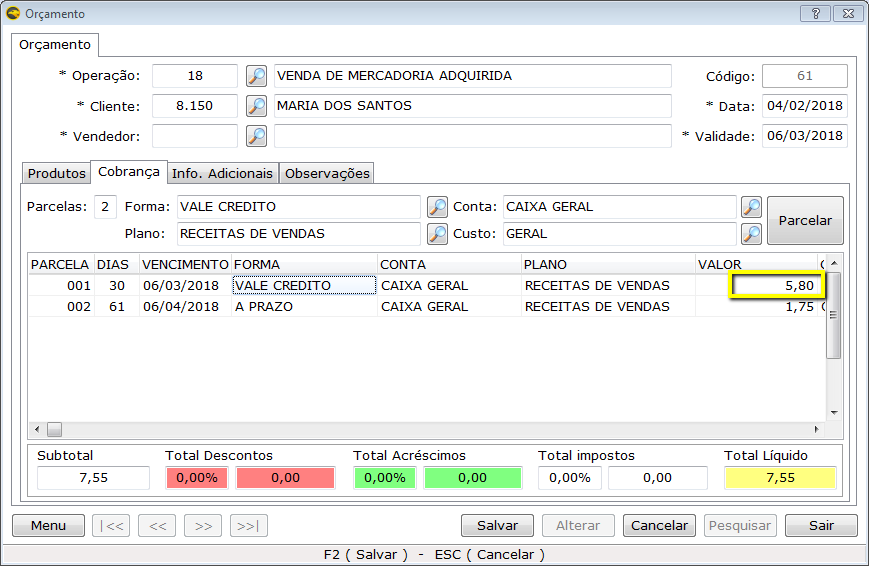 Orçamento
Orçamento
* Operação: 18 VENDA DE MERCADORIA ADQUIRIDA Código: 61
* Cliente: 8.150 MARIA DOS SANTOS * Data: 04/02/2018
* Vendedor: * Validade: 06/03/2018
Produtos Cobrança Info. Adicionais Observações
Parcelas: 2 Forma: VALE CREDITO Conta: CAIXA GERAL Parcelar
Plano: RECEITAS DE VENDAS Custo: GERAL
PARCELA DIAS VENCIMENTO FORMA CONTA PLANO VALOR
001 30 06/03/2018 VALE CREDITO CAIXA GERAL RECEITAS DE VENDAS 5,80
002 61 06/04/2018 A PRAZO CAIXA GERAL RECEITAS DE VENDAS 1,75
Subtotal Total Descontos Total Acréscimos Total impostos Total Líquido
7,55 0,00% 0,00 0,00% 0,00 0,00% 0,00 7,55
Menu |<< << >> >>| Salvar Alterar Cancelar Pesquisar Sair
F2 ( Salvar ) - ESC ( Cancelar )